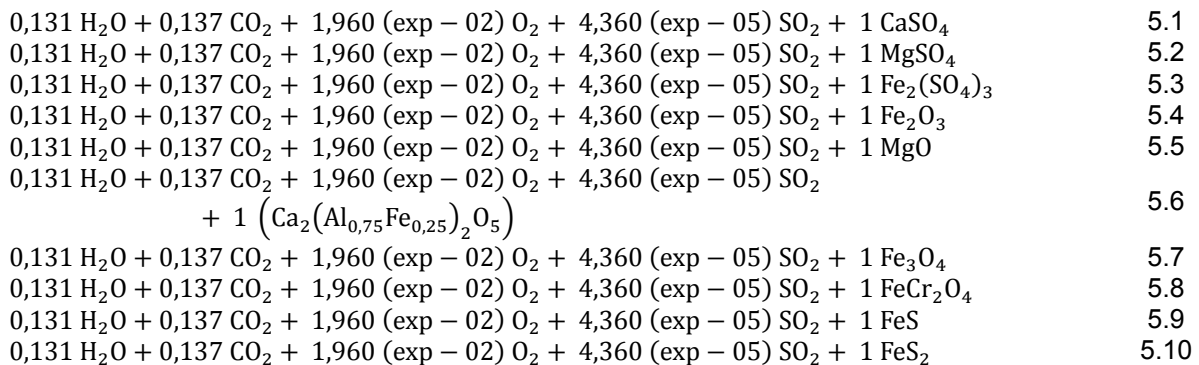 0,131 H₂O + 0,137 CO₂ + 1,960 (exp − 02) O₂ + 4,360 (exp − 05) SO₂ + 1 CaSO₄ 5.1
0,131 H₂O + 0,137 CO₂ + 1,960 (exp − 02) O₂ + 4,360 (exp − 05) SO₂ + 1 MgSO₄ 5.2
0,131 H₂O + 0,137 CO₂ + 1,960 (exp − 02) O₂ + 4,360 (exp − 05) SO₂ + 1 Fe₂(SO₄)₃ 5.3
0,131 H₂O + 0,137 CO₂ + 1,960 (exp − 02) O₂ + 4,360 (exp − 05) SO₂ + 1 Fe₂O₃ 5.4
0,131 H₂O + 0,137 CO₂ + 1,960 (exp − 02) O₂ + 4,360 (exp − 05) SO₂ + 1 MgO 5.5
0,131 H₂O + 0,137 CO₂ + 1,960 (exp − 02) O₂ + 4,360 (exp − 05) SO₂
+ 1 (Ca₂(Al₀,₇₅Fe₀,₂₅)₂O₅) 5.6
0,131 H₂O + 0,137 CO₂ + 1,960 (exp − 02) O₂ + 4,360 (exp − 05) SO₂ + 1 Fe₃O₄ 5.7
0,131 H₂O + 0,137 CO₂ + 1,960 (exp − 02) O₂ + 4,360 (exp − 05) SO₂ + 1 FeCr₂O₄ 5.8
0,131 H₂O + 0,137 CO₂ + 1,960 (exp − 02) O₂ + 4,360 (exp − 05) SO₂ + 1 FeS 5.9
0,131 H₂O + 0,137 CO₂ + 1,960 (exp − 02) O₂ + 4,360 (exp − 05) SO₂ + 1 FeS₂ 5.10